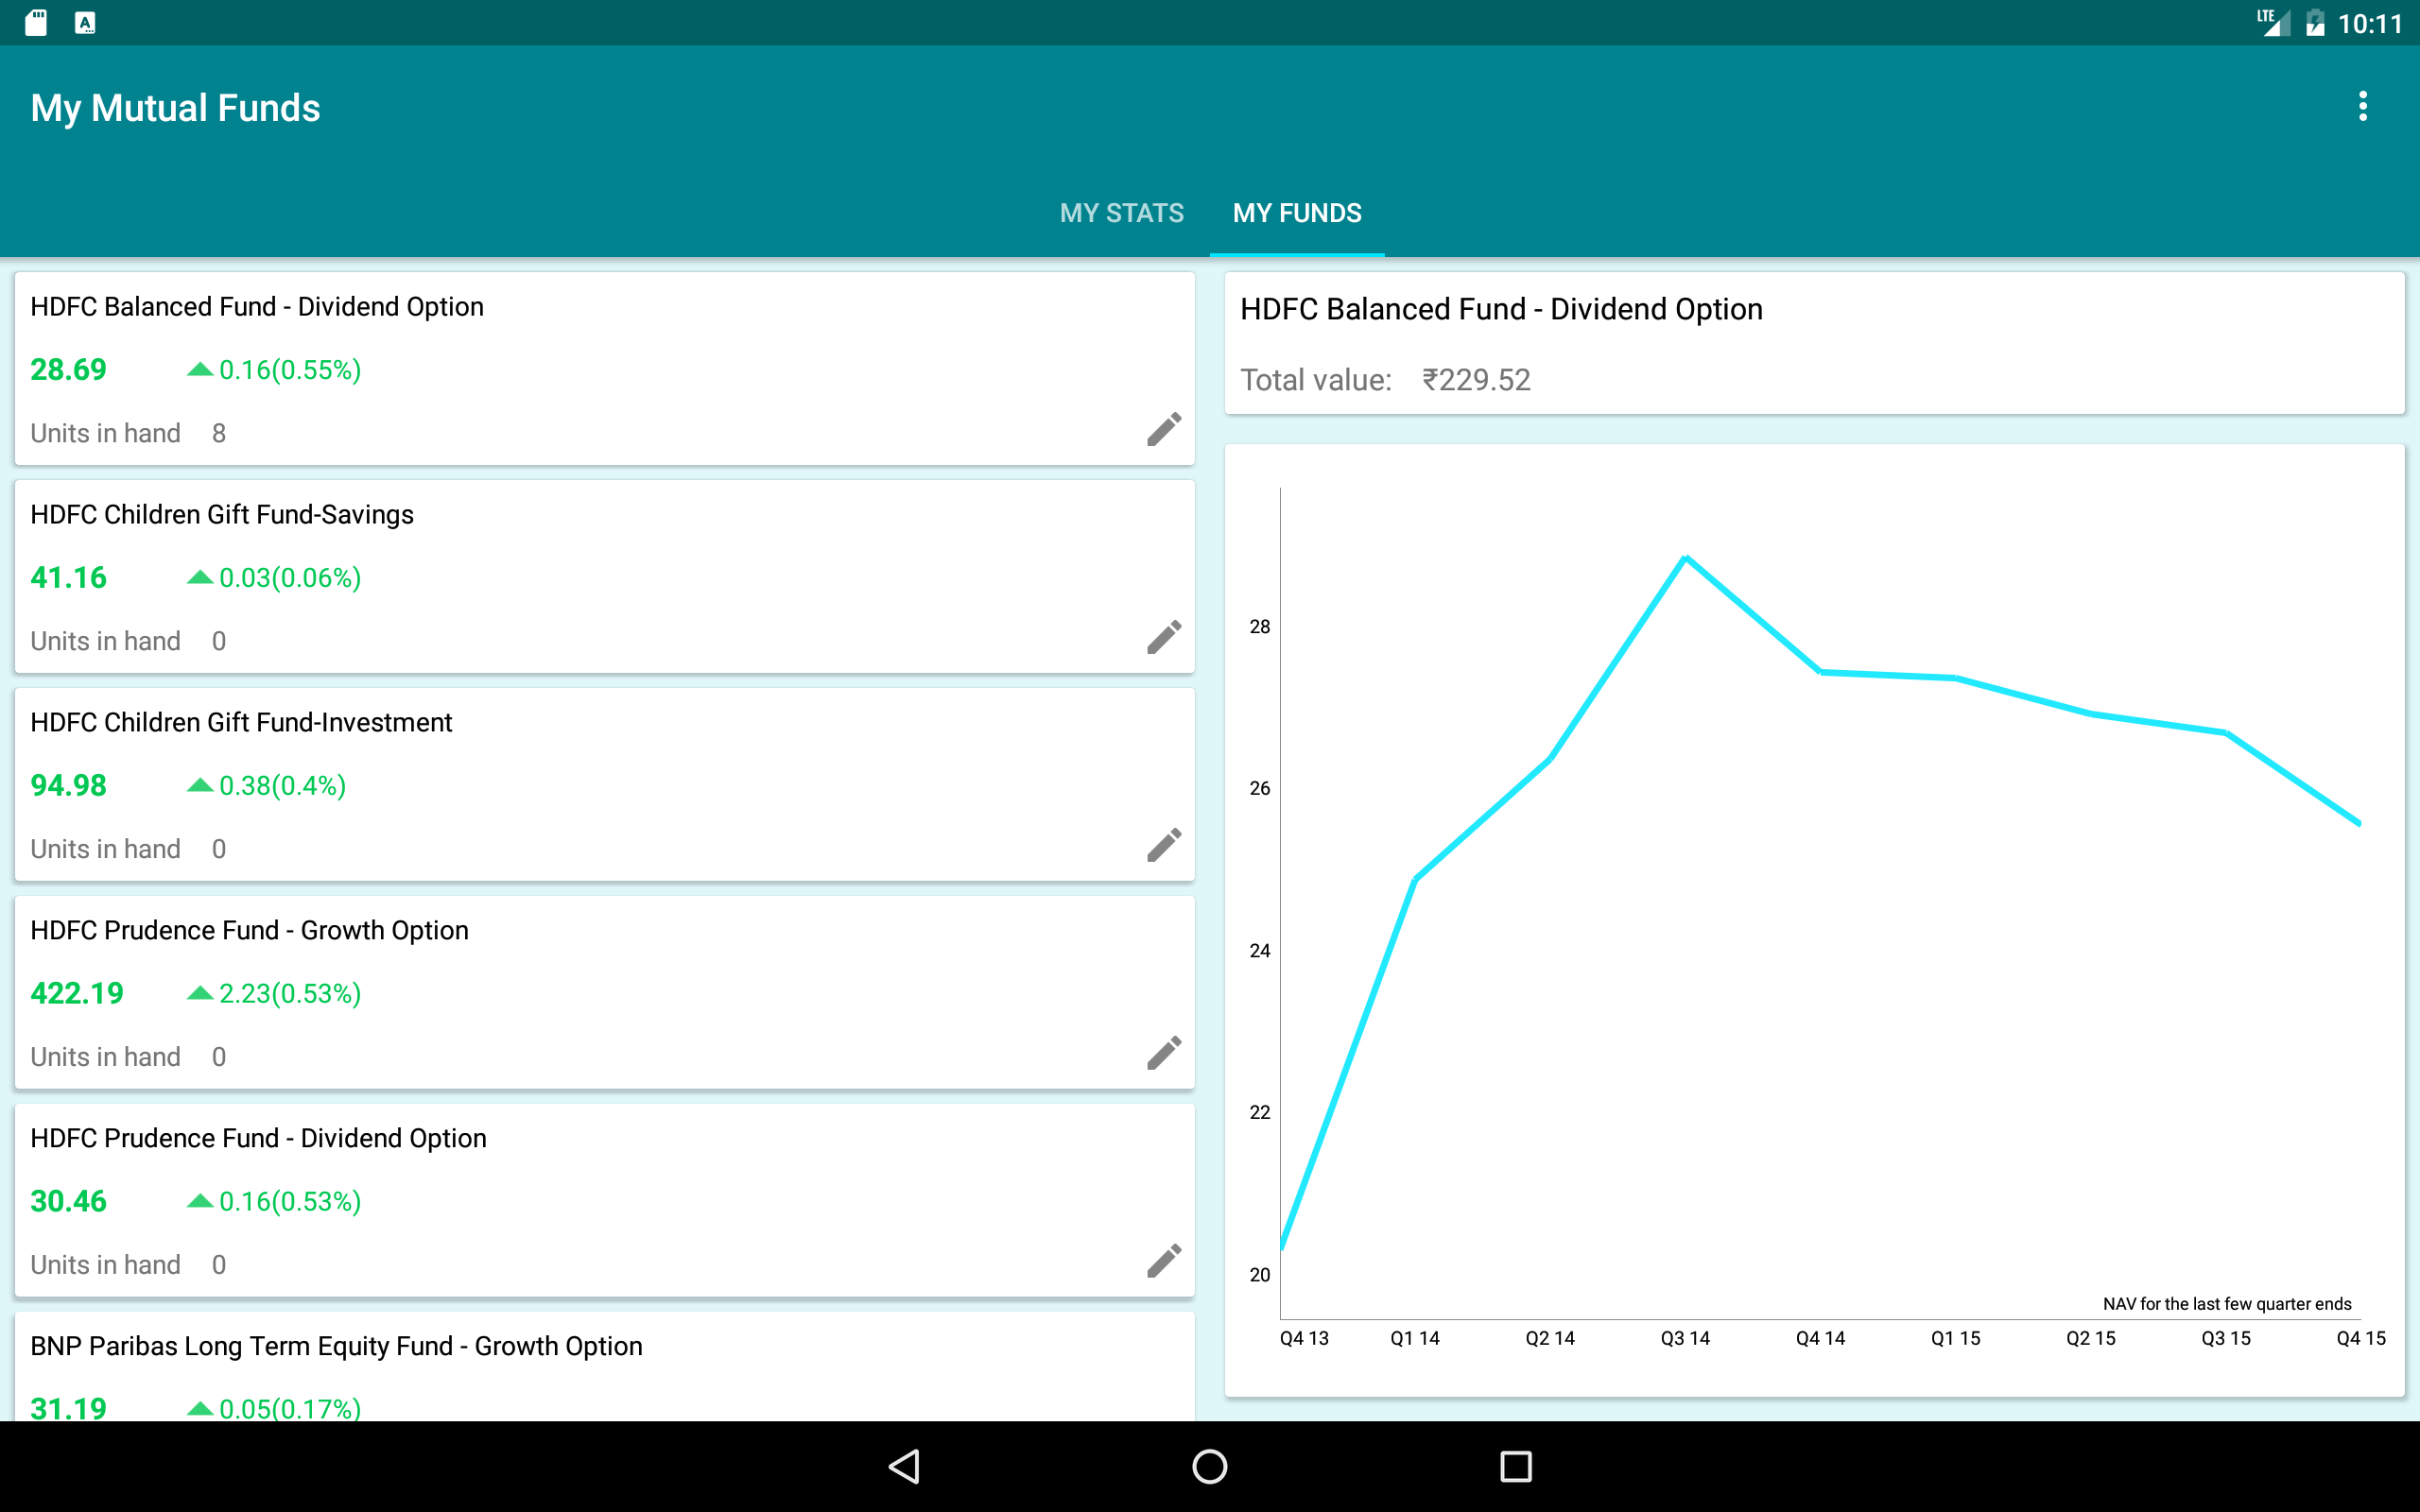 LTE 10:11
My Mutual Funds
MY STATS MY FUNDS
HDFC Balanced Fund - Dividend Option
28.69 0.16(0.55%)
Units in hand 8
HDFC Children Gift Fund-Savings
41.16 0.03(0.06%)
Units in hand 0
HDFC Children Gift Fund-Investment
94.98 0.38(0.4%)
Units in hand 0
HDFC Prudence Fund - Growth Option
422.19 2.23(0.53%)
Units in hand 0
HDFC Prudence Fund - Dividend Option
30.46 0.16(0.53%)
Units in hand 0
BNP Paribas Long Term Equity Fund - Growth Option
31.19 0.05(0.17%)
HDFC Balanced Fund - Dividend Option
Total value: ₹229.52
28
26
24
22
20
NAV for the last few quarter ends
Q4 13 Q1 14 Q2 14 Q3 14 Q4 14 Q1 15 Q2 15 Q3 15 Q4 15